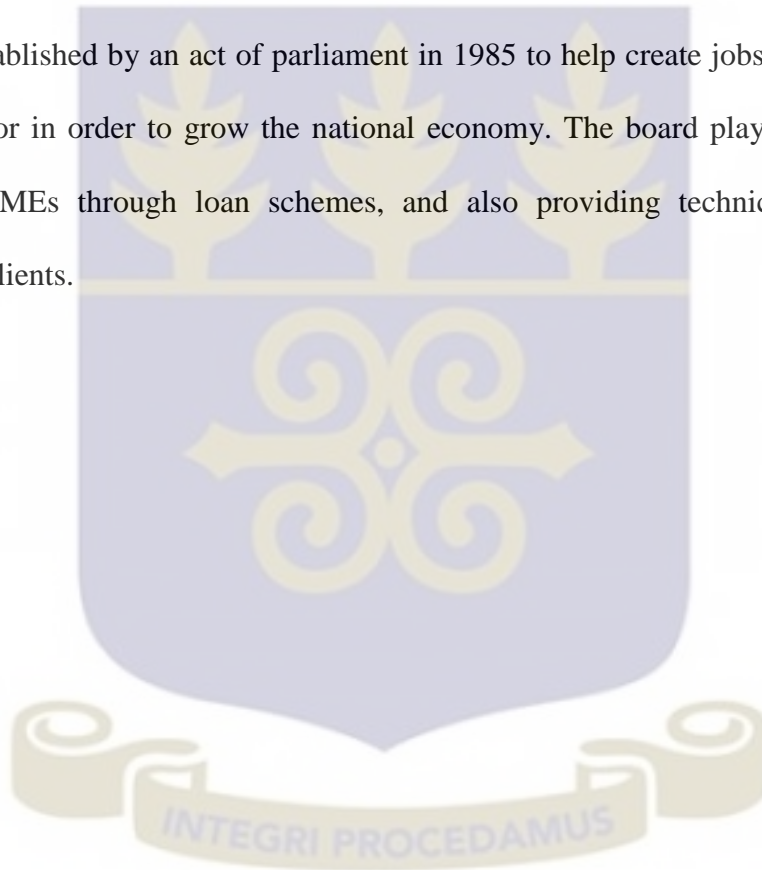 ablished by an act of parliament in 1985 to help create jobs
or in order to grow the national economy. The board play
MEs through loan schemes, and also providing technic
lients.
INTEGRI PROCEDAMUS